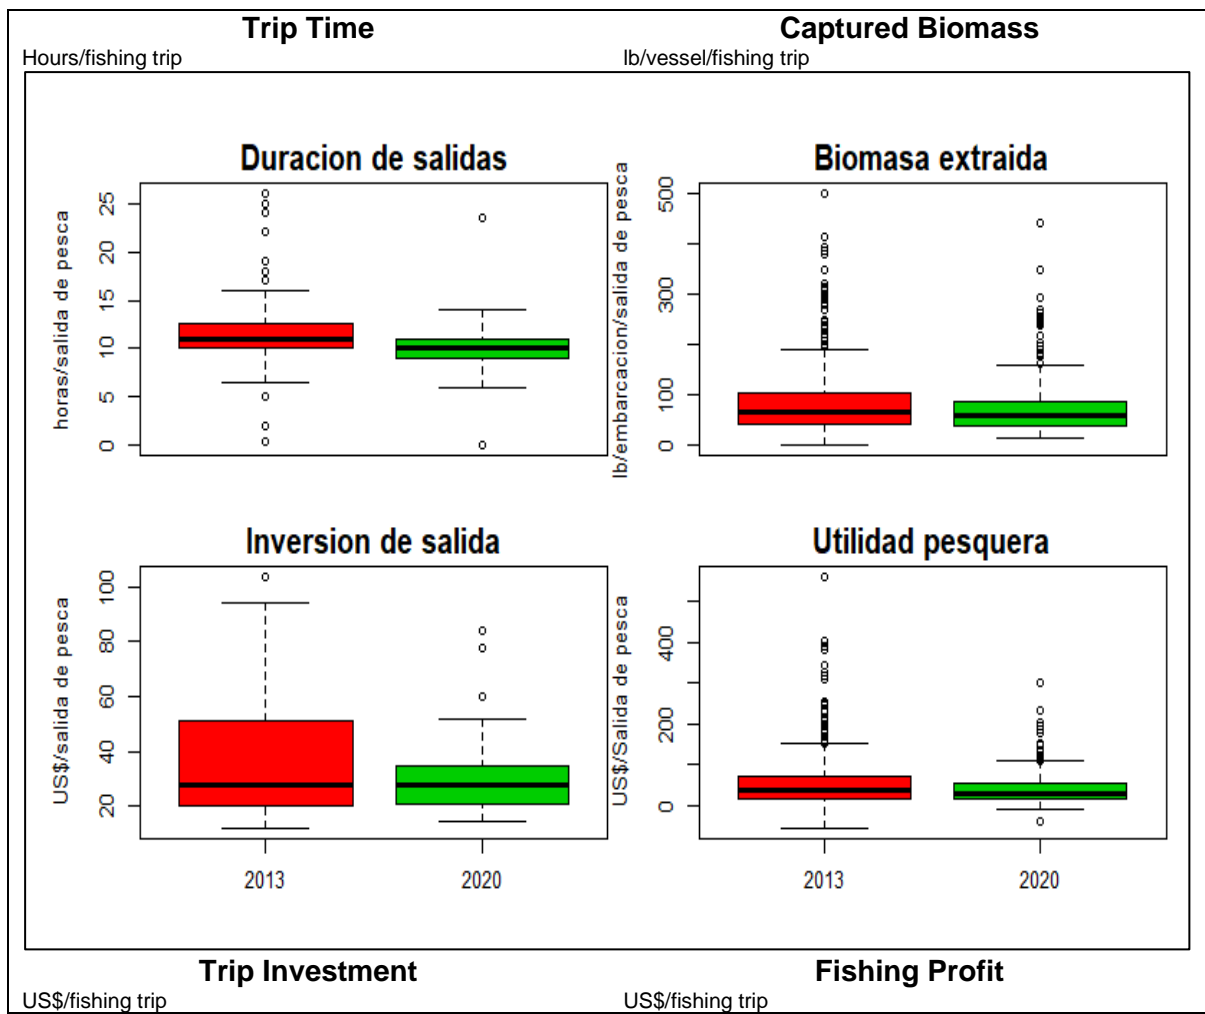 Trip Time
Hours/fishing trip
Captured Biomass
lb/vessel/fishing trip
Duracion de salidas
horas/salida de pesca
25
20
15
10
5
0
Biomasa extraida
lb/embarcacion/salida de pesca
500
300
100
0
Inversion de salida
US$/salida de pesca
100
80
60
40
20
2013
2020
Utilidad pesquera
US$/Salida de pesca
400
200
0
2013
2020
Trip Investment
US$/fishing trip
Fishing Profit
US$/fishing trip